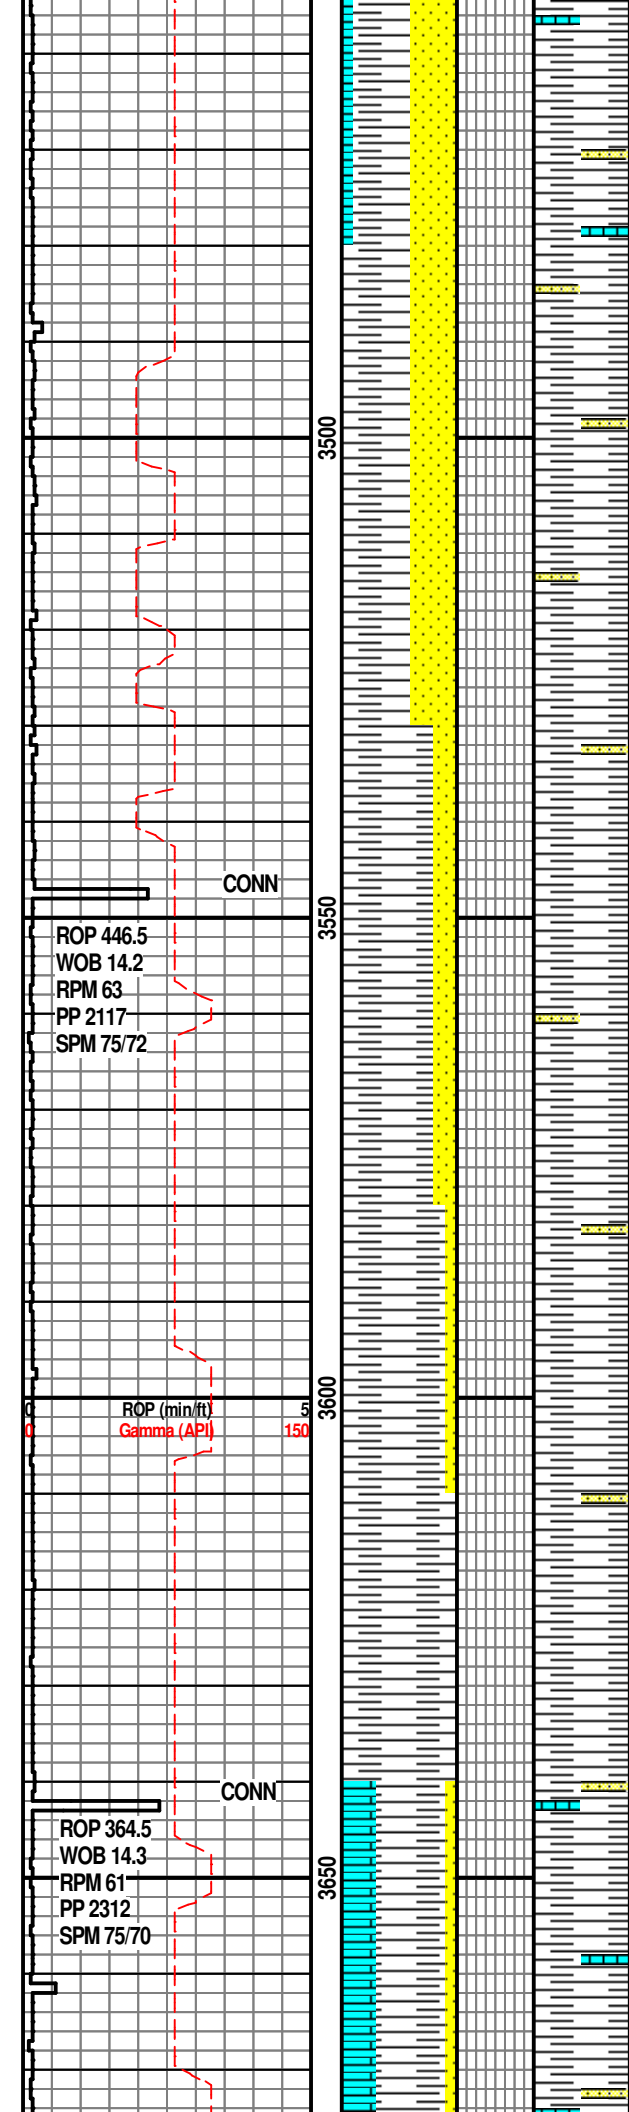 3500
CONN
3550
ROP 446.5
WOB 14.2
RPM 63
PP 2117
SPM 75/72
3600
0 ROP (min/ft) 5
0 Gamma (API) 150
CONN
ROP 364.5
WOB 14.3
RPM 61
PP 2312
SPM 75/70
3650